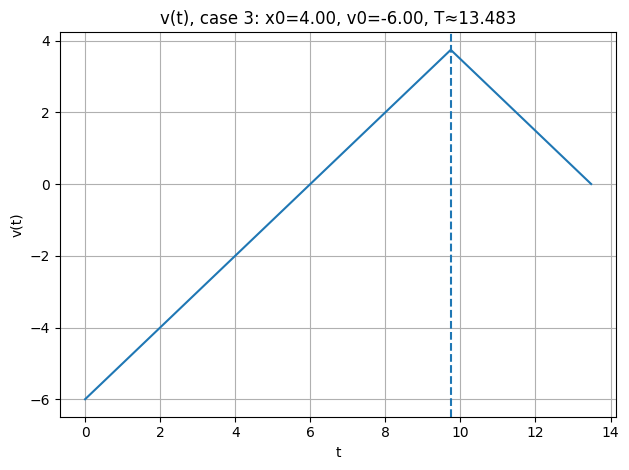 v(t), case 3: x0=4.00, v0=-6.00, T≈13.483
v(t)
4
2
0
−2
−4
−6
0 2 4 6 8 10 12 14
t